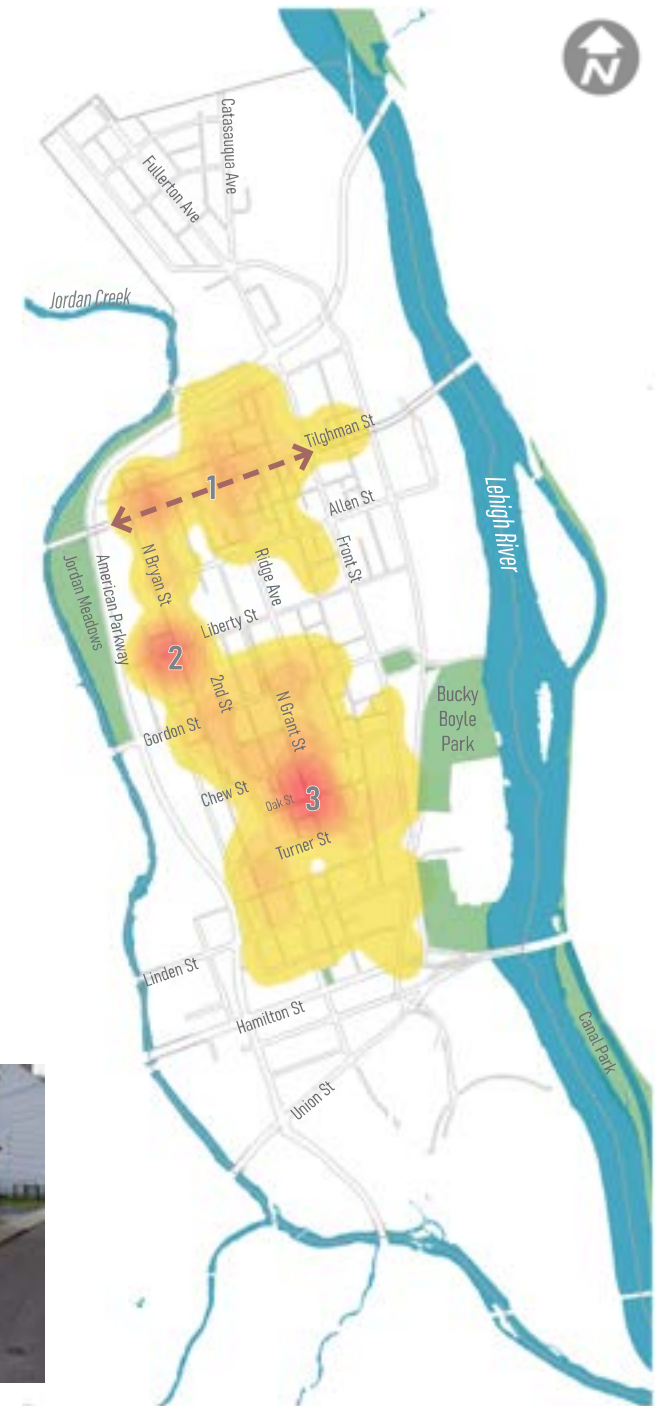 N
Catasauqua Ave
Fullerton Ave
Jordan Creek
Tilghman St
1
Lehigh River
Allen St
Front St
N Bryan St
Ridge Ave
Jordan Meadows
American Parkway
Liberty St
2
2nd St
N Grant St
Bucky
Boyle
Park
Gordon St
Chew St
Oak St
3
Turner St
Linden St
Hamilton St
Canal Park
Union St